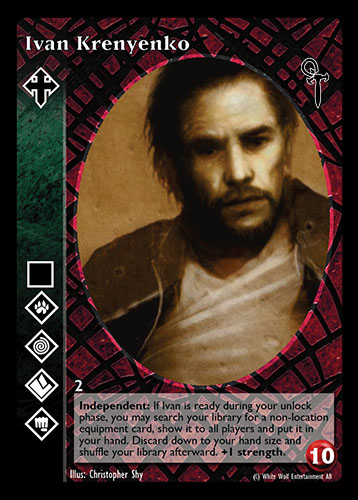 Ivan Krenyenko
2
Independent: If Ivan is ready during your unlock
phase, you may search your library for a non-location
equipment card, show it to all players and put it in
your hand. Discard down to your hand size and
shuffle your library afterward. +1 strength.
10
Illus: Christopher Shy
(C) White Wolf Entertainment AB